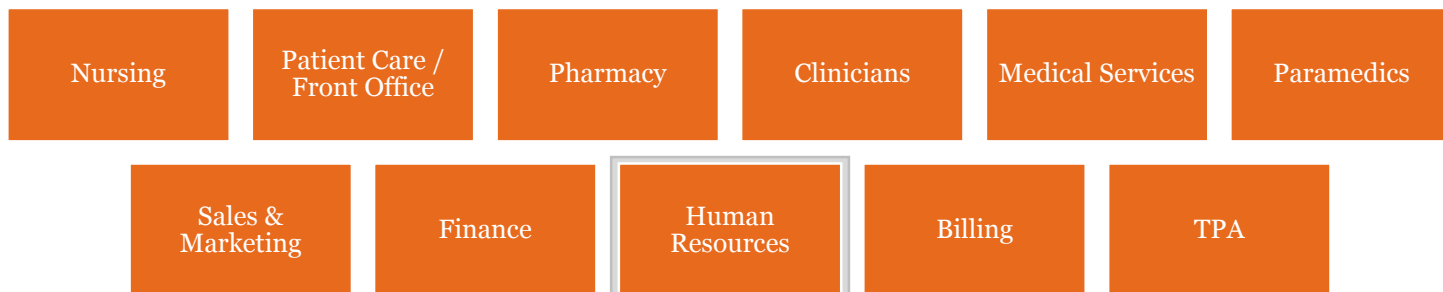 Nursing
Patient Care /
Front Office
Pharmacy
Clinicians
Medical Services
Paramedics
Sales &
Marketing
Finance
Human
Resources
Billing
TPA